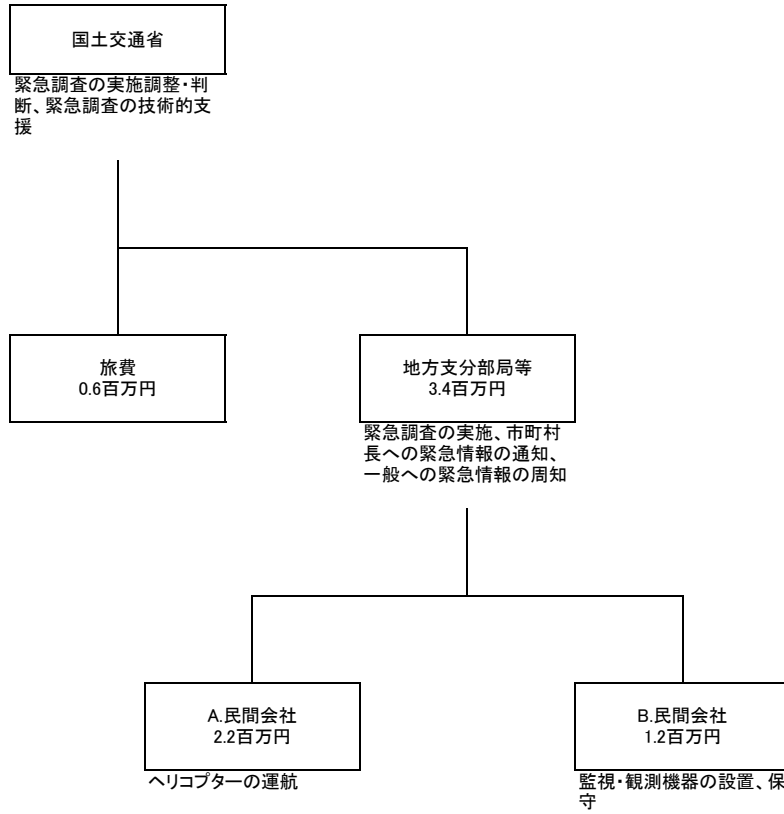 国土交通省
緊急調査の実施調整・判
断、緊急調査の技術的支
援
旅費
0.6百万円
地方支分部局等
3.4百万円
緊急調査の実施、市町村
長への緊急情報の通知、
一般への緊急情報の周知
A.民間会社
2.2百万円
ヘリコプターの運航
B.民間会社
1.2百万円
監視・観測機器の設置、保
守